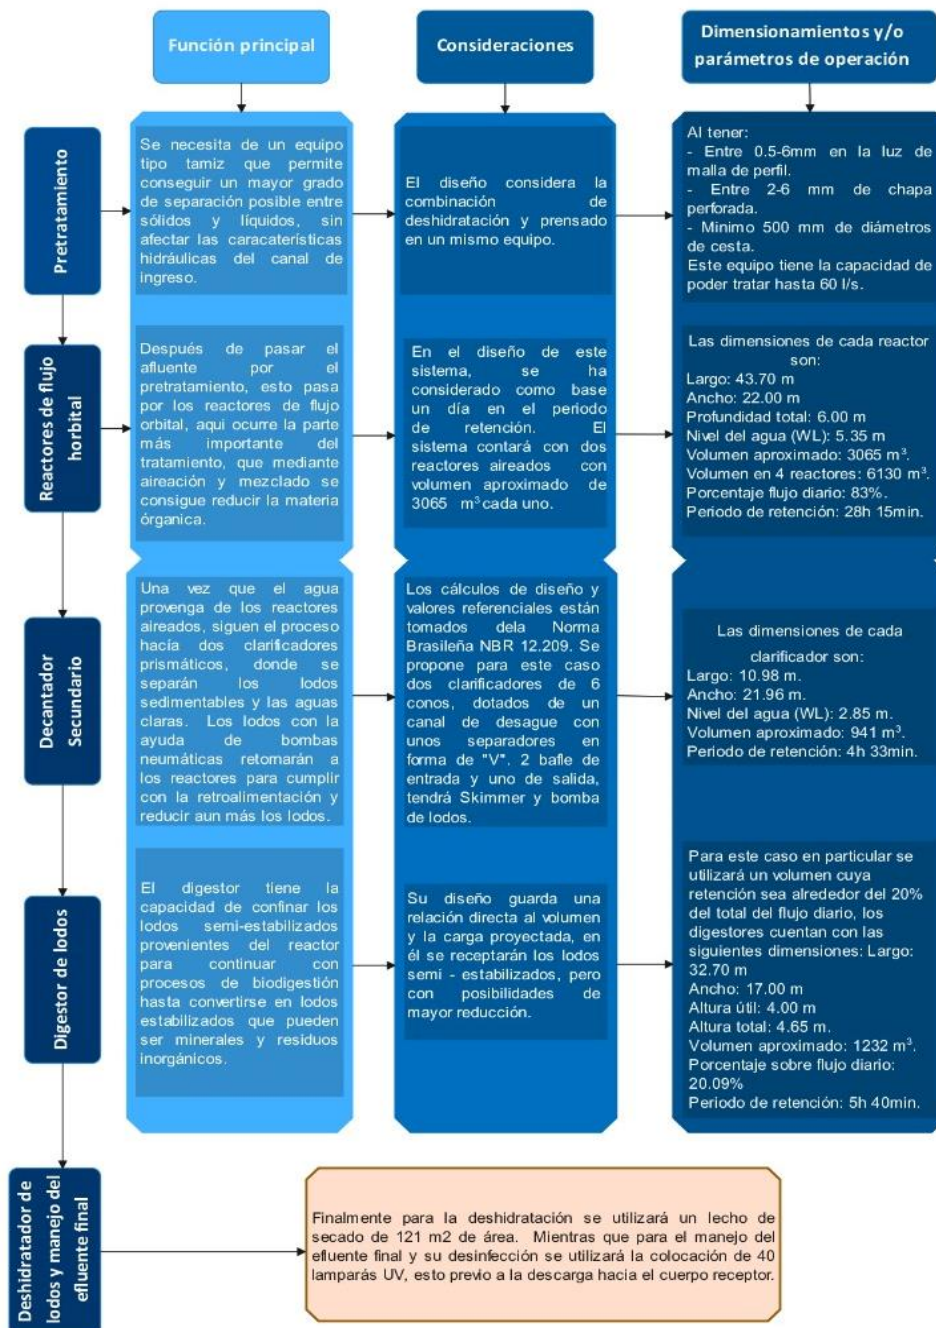 Función principal
Consideraciones
Dimensionamientos y/o
parámetros de operación
Pretratamiento
Se necesita de un equipo
tipo tamiz que permite
conseguir un mayor grado
de separación posible entre
sólidos y líquidos, sin
afectar las caracaterísticas
hidráulicas del canal de
ingreso.
El diseño considera la
combinación de
deshidratación y prensado
en un mismo equipo.
Al tener:
- Entre 0.5-6mm en la luz de
malla de perfil.
- Entre 2-6 mm de chapa
perforada.
- Minimo 500 mm de diámetros
de cesta.
Este equipo tiene la capacidad de
poder tratar hasta 60 l/s.
Reactores de flujo
horbital
Después de pasar el
afluente por el
pretratamiento, esto pasa
por los reactores de flujo
orbital, aqui ocurre la parte
más importante del
tratamiento, que mediante
aireación y mezclado se
consigue reducir la materia
órganica.
En el diseño de este
sistema, se ha
considerado como base
un día en el periodo
de retención. El
sistema contará con dos
reactores aireados con
volumen aproximado de
3065 m³ cada uno.
Las dimensiones de cada reactor
son:
Largo: 43.70 m
Ancho: 22.00 m
Profundidad total: 6.00 m
Nivel del agua (WL): 5.35 m
Volumen aproximado: 3065 m³.
Volumen en 4 reactores: 6130 m³.
Porcentaje flujo diario: 83%.
Periodo de retención: 28h 15min.
Decantador
Secundario
Una vez que el agua
provenga de los reactores
aireados, siguen el proceso
hacía dos clarificadores
prismáticos, donde se
separán los lodos
sedimentables y las aguas
claras. Los lodos con la
ayuda de bombas
neumáticas retornarán a
los reactores para cumplir
con la retroalimentación y
reducir aun más los lodos.
Los cálculos de diseño y
valores referenciales están
tomados dela Norma
Brasileña NBR 12.209. Se
propone para este caso
dos clarificadores de 6
conos, dotados de un
canal de desague con
unos separadores en
forma de "V". 2 bafle de
entrada y uno de salida,
tendrá Skimmer y bomba
de lodos.
Las dimensiones de cada
clarificador son:
Largo: 10.98 m.
Ancho: 21.96 m.
Nivel del agua (WL): 2.85 m.
Volumen aproximado: 941 m³.
Periodo de retención: 4h 33min.
Digestor de lodos
El digestor tiene la
capacidad de confinar los
lodos semi-estabilizados
provenientes del reactor
para continuar con
procesos de biodigestión
hasta convertirse en lodos
estabilizados que pueden
ser minerales y residuos
inorgánicos.
Su diseño guarda una
relación directa al volumen
y la carga proyectada, en
él se receptarán los lodos
semi - estabilizados, pero
con posibilidades de
mayor reducción.
Para este caso en particular se
utilizará un volumen cuya
retención sea alrededor del 20%
del total del flujo diario, los
digestores cuentan con las
siguientes dimensiones: Largo:
32.70 m
Ancho: 17.00 m
Altura útil: 4.00 m
Altura total: 4.65 m.
Volumen aproximado: 1232 m³.
Porcentaje sobre flujo diario:
20.09%
Periodo de retención: 5h 40min.
Deshidratador de
lodos y manejo del
efluente final
Finalmente para la deshidratación se utilizará un lecho de
secado de 121 m2 de área. Mientras que para el manejo del
efluente final y su desinfección se utilizará la colocación de 40
lamparás UV, esto previo a la descarga hacia el cuerpo receptor.